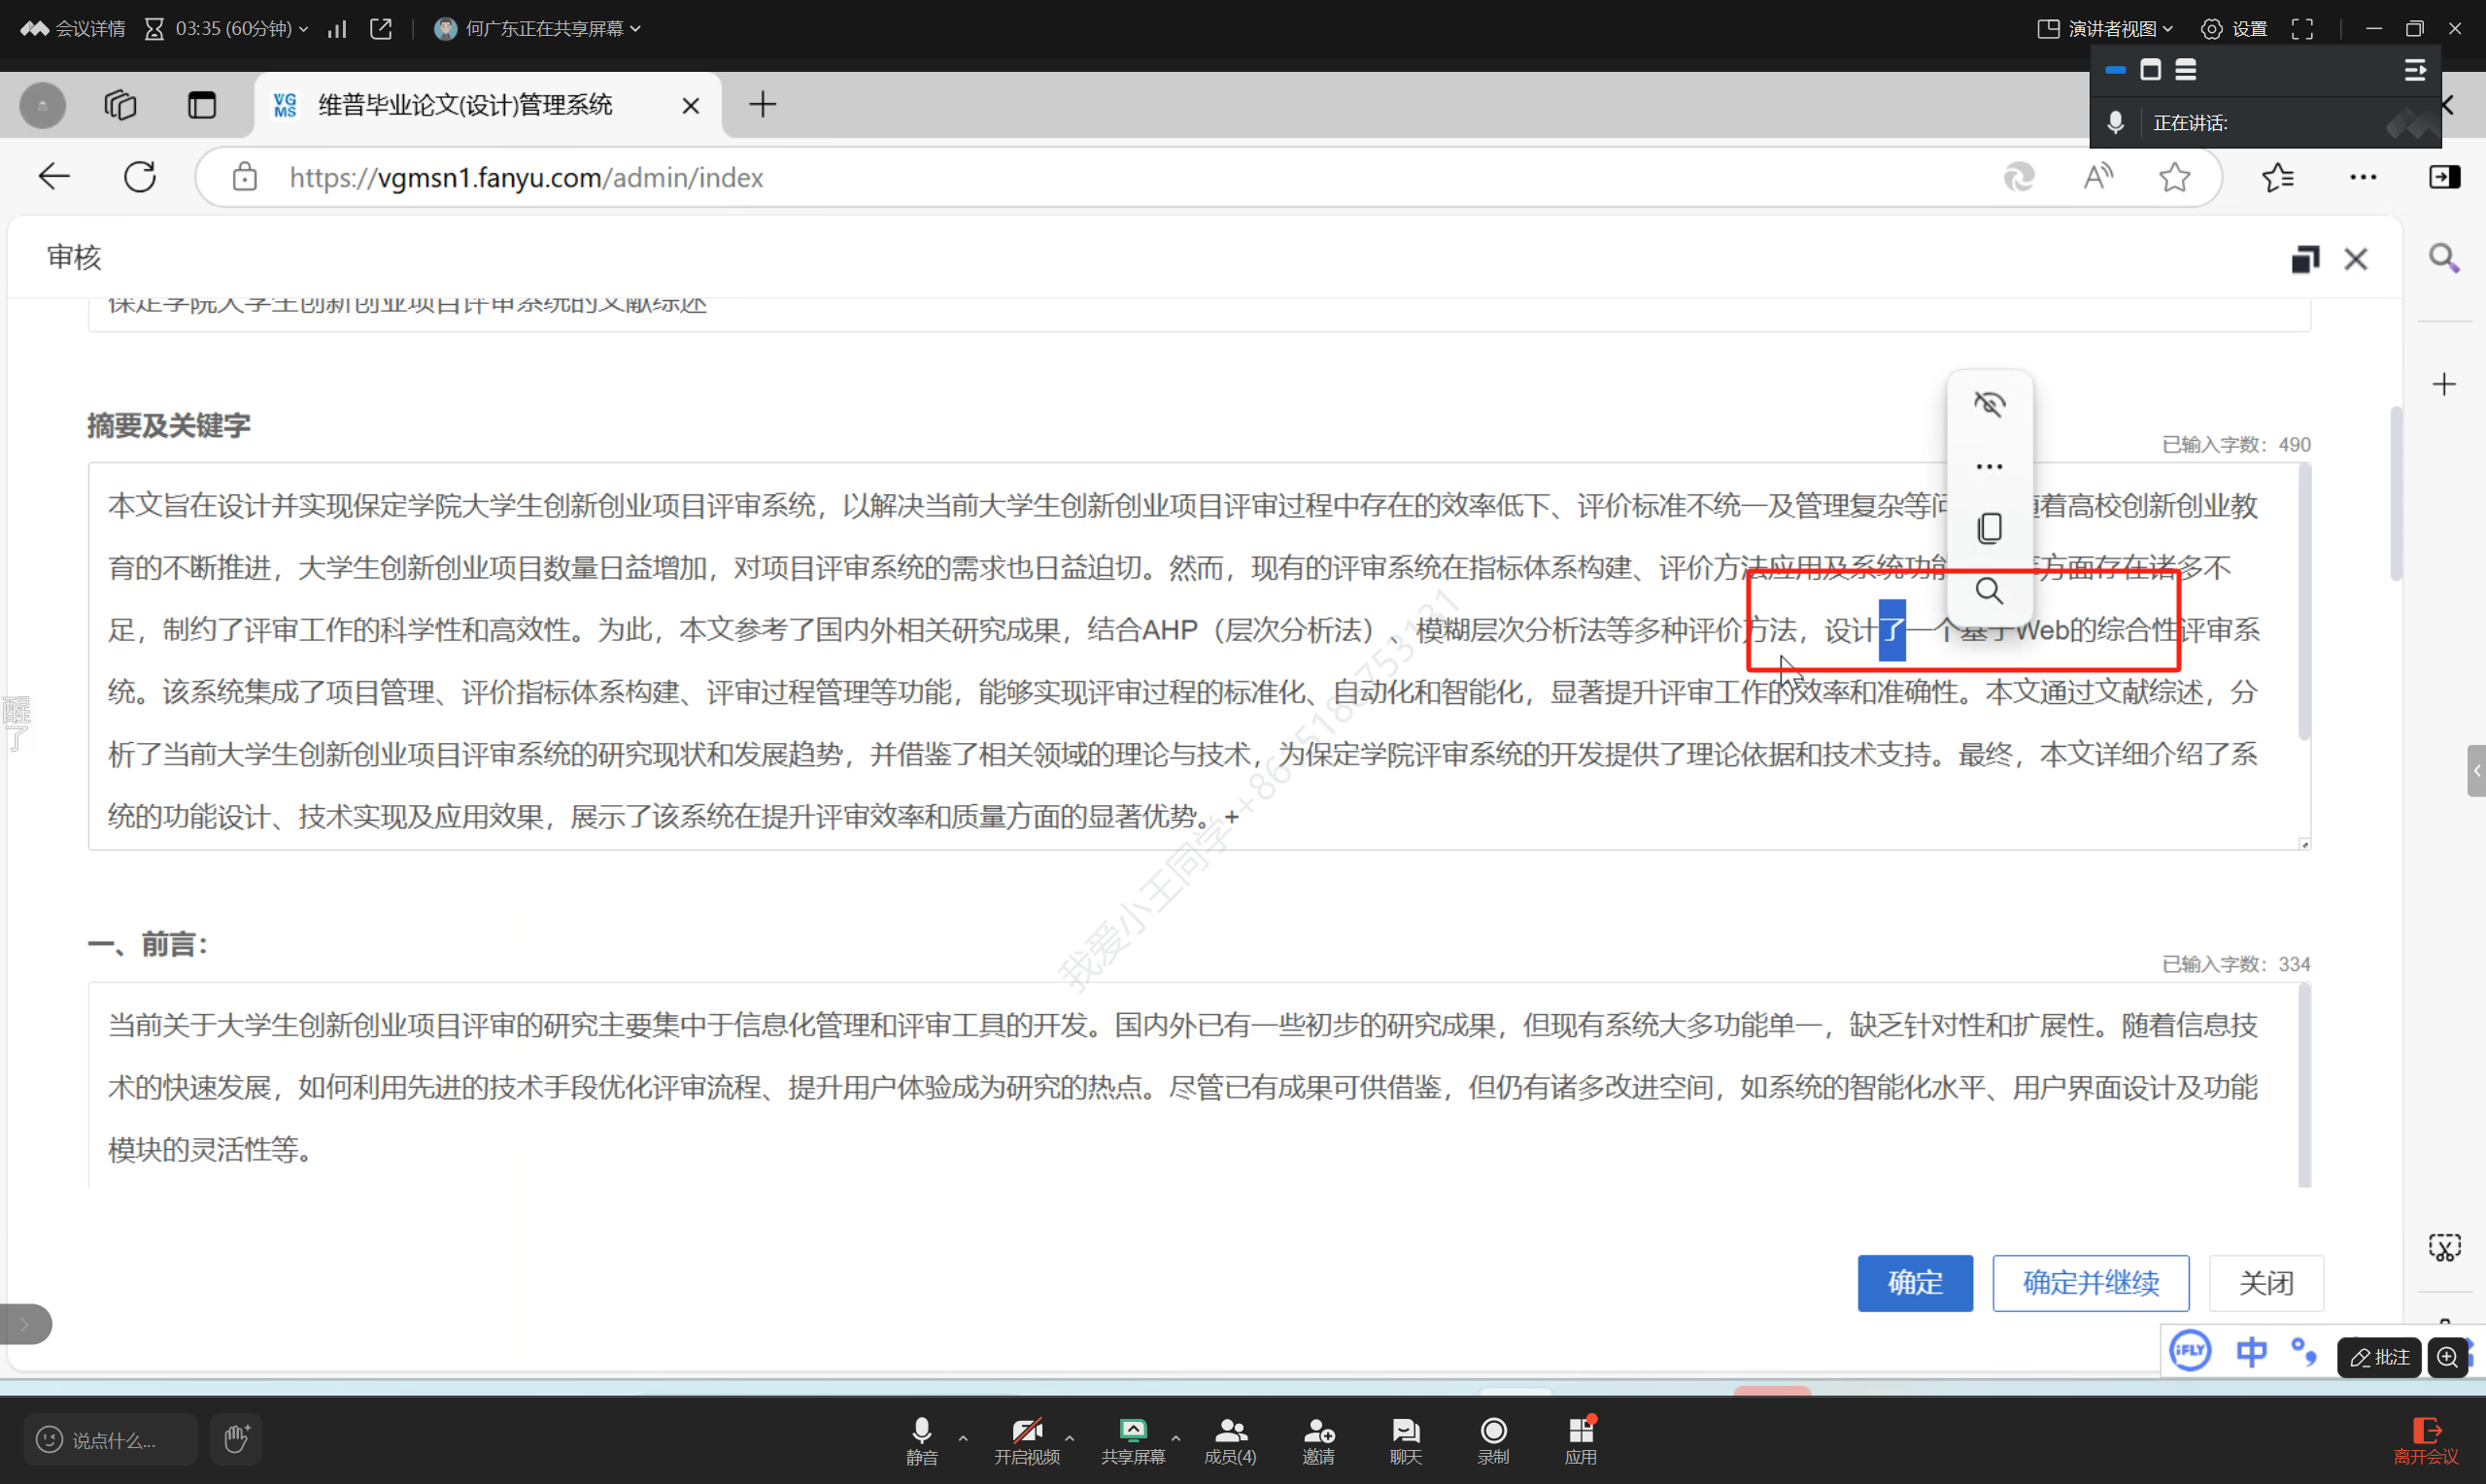 会议详情 03:35 (60分钟) 何广东正在共享屏幕 演讲者视图 设置
VG MS 维普毕业论文(设计)管理系统
正在讲话:
https://vgmsn1.fanyu.com/admin/index
审核
保定学院大学生创新创业项目评审系统的文献综述
摘要及关键字
已输入字数：490
本文旨在设计并实现保定学院大学生创新创业项目评审系统，以解决当前大学生创新创业项目评审过程中存在的效率低下、评价标准不统一及管理复杂等问 着高校创新创业教
育的不断推进，大学生创新创业项目数量日益增加，对项目评审系统的需求也日益迫切。然而，现有的评审系统在指标体系构建、评价方法应用及系统功能 方面存在诸多不
足，制约了评审工作的科学性和高效性。为此，本文参考了国内外相关研究成果，结合AHP（层次分析法）、模糊层次分析法等多种评价方法，设计了一个基于Web的综合性评审系
统。该系统集成了项目管理、评价指标体系构建、评审过程管理等功能，能够实现评审过程的标准化、自动化和智能化，显著提升评审工作的效率和准确性。本文通过文献综述，分
析了当前大学生创新创业项目评审系统的研究现状和发展趋势，并借鉴了相关领域的理论与技术，为保定学院评审系统的开发提供了理论依据和技术支持。最终，本文详细介绍了系
统的功能设计、技术实现及应用效果，展示了该系统在提升评审效率和质量方面的显著优势。+
醒了
我爱小王同学
一、前言：
已输入字数：334
当前关于大学生创新创业项目评审的研究主要集中于信息化管理和评审工具的开发。国内外已有一些初步的研究成果，但现有系统大多功能单一，缺乏针对性和扩展性。随着信息技
术的快速发展，如何利用先进的技术手段优化评审流程、提升用户体验成为研究的热点。尽管已有成果可供借鉴，但仍有诸多改进空间，如系统的智能化水平、用户界面设计及功能
模块的灵活性等。
确定 确定并继续 关闭
iFLY 中 批注
说点什么... 静音 开启视频 共享屏幕 成员(4) 邀请 聊天 录制 应用 离开会议